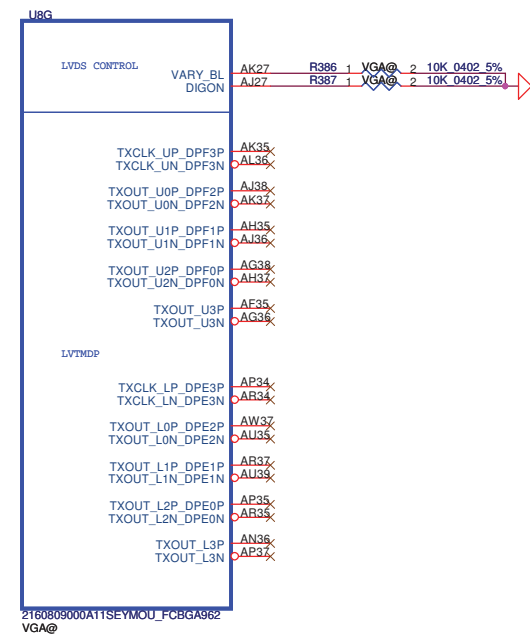 U8G
LVDS CONTROL
VARY_BL AK27 R386 1 VGA@ 2 10K_0402_5%
DIGON AJ27 R387 1 VGA@ 2 10K_0402_5%
TXCLK_UP_DPF3P AK35
TXCLK_UN_DPF3N AL36
TXOUT_U0P_DPF2P AJ38
TXOUT_U0N_DPF2N AK37
TXOUT_U1P_DPF1P AH35
TXOUT_U1N_DPF1N AJ36
TXOUT_U2P_DPF0P AG38
TXOUT_U2N_DPF0N AH37
TXOUT_U3P AF35
TXOUT_U3N AG36
LVTMDP
TXCLK_LP_DPE3P AP34
TXCLK_LN_DPE3N AR34
TXOUT_L0P_DPE2P AW37
TXOUT_L0N_DPE2N AU35
TXOUT_L1P_DPE1P AR37
TXOUT_L1N_DPE1N AU39
TXOUT_L2P_DPE0P AP35
TXOUT_L2N_DPE0N AR35
TXOUT_L3P AN36
TXOUT_L3N AP37
2160809000A11SEYMOU_FCBGA962
VGA@